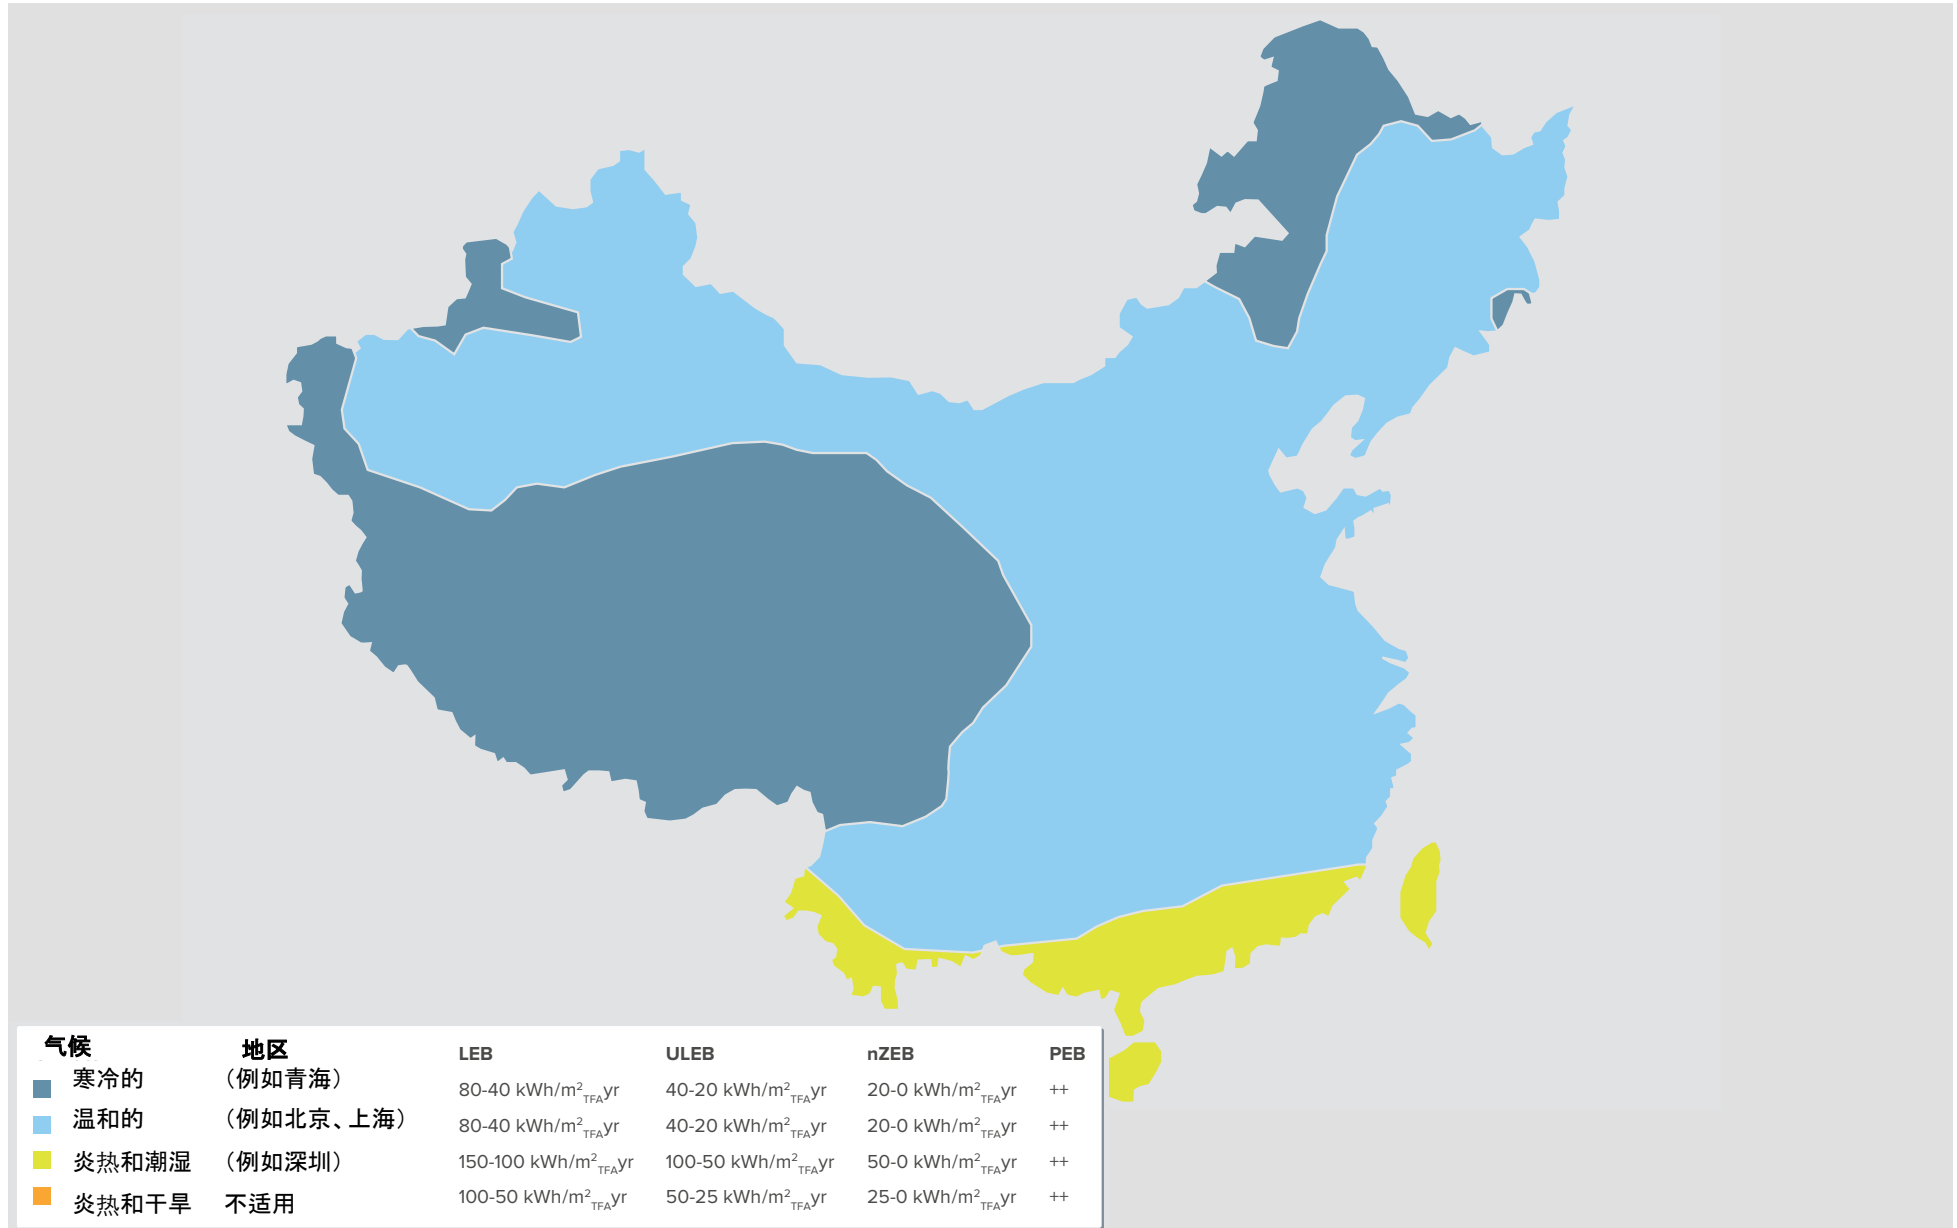 气候 地区 LEB ULEB nZEB PEB
寒冷的 （例如青海） 80-40 kWh/m²TFAyr 40-20 kWh/m²TFAyr 20-0 kWh/m²TFAyr ++
温和的 （例如北京、上海） 80-40 kWh/m²TFAyr 40-20 kWh/m²TFAyr 20-0 kWh/m²TFAyr ++
炎热和潮湿 （例如深圳） 150-100 kWh/m²TFAyr 100-50 kWh/m²TFAyr 50-0 kWh/m²TFAyr ++
炎热和干旱 不适用 100-50 kWh/m²TFAyr 50-25 kWh/m²TFAyr 25-0 kWh/m²TFAyr ++